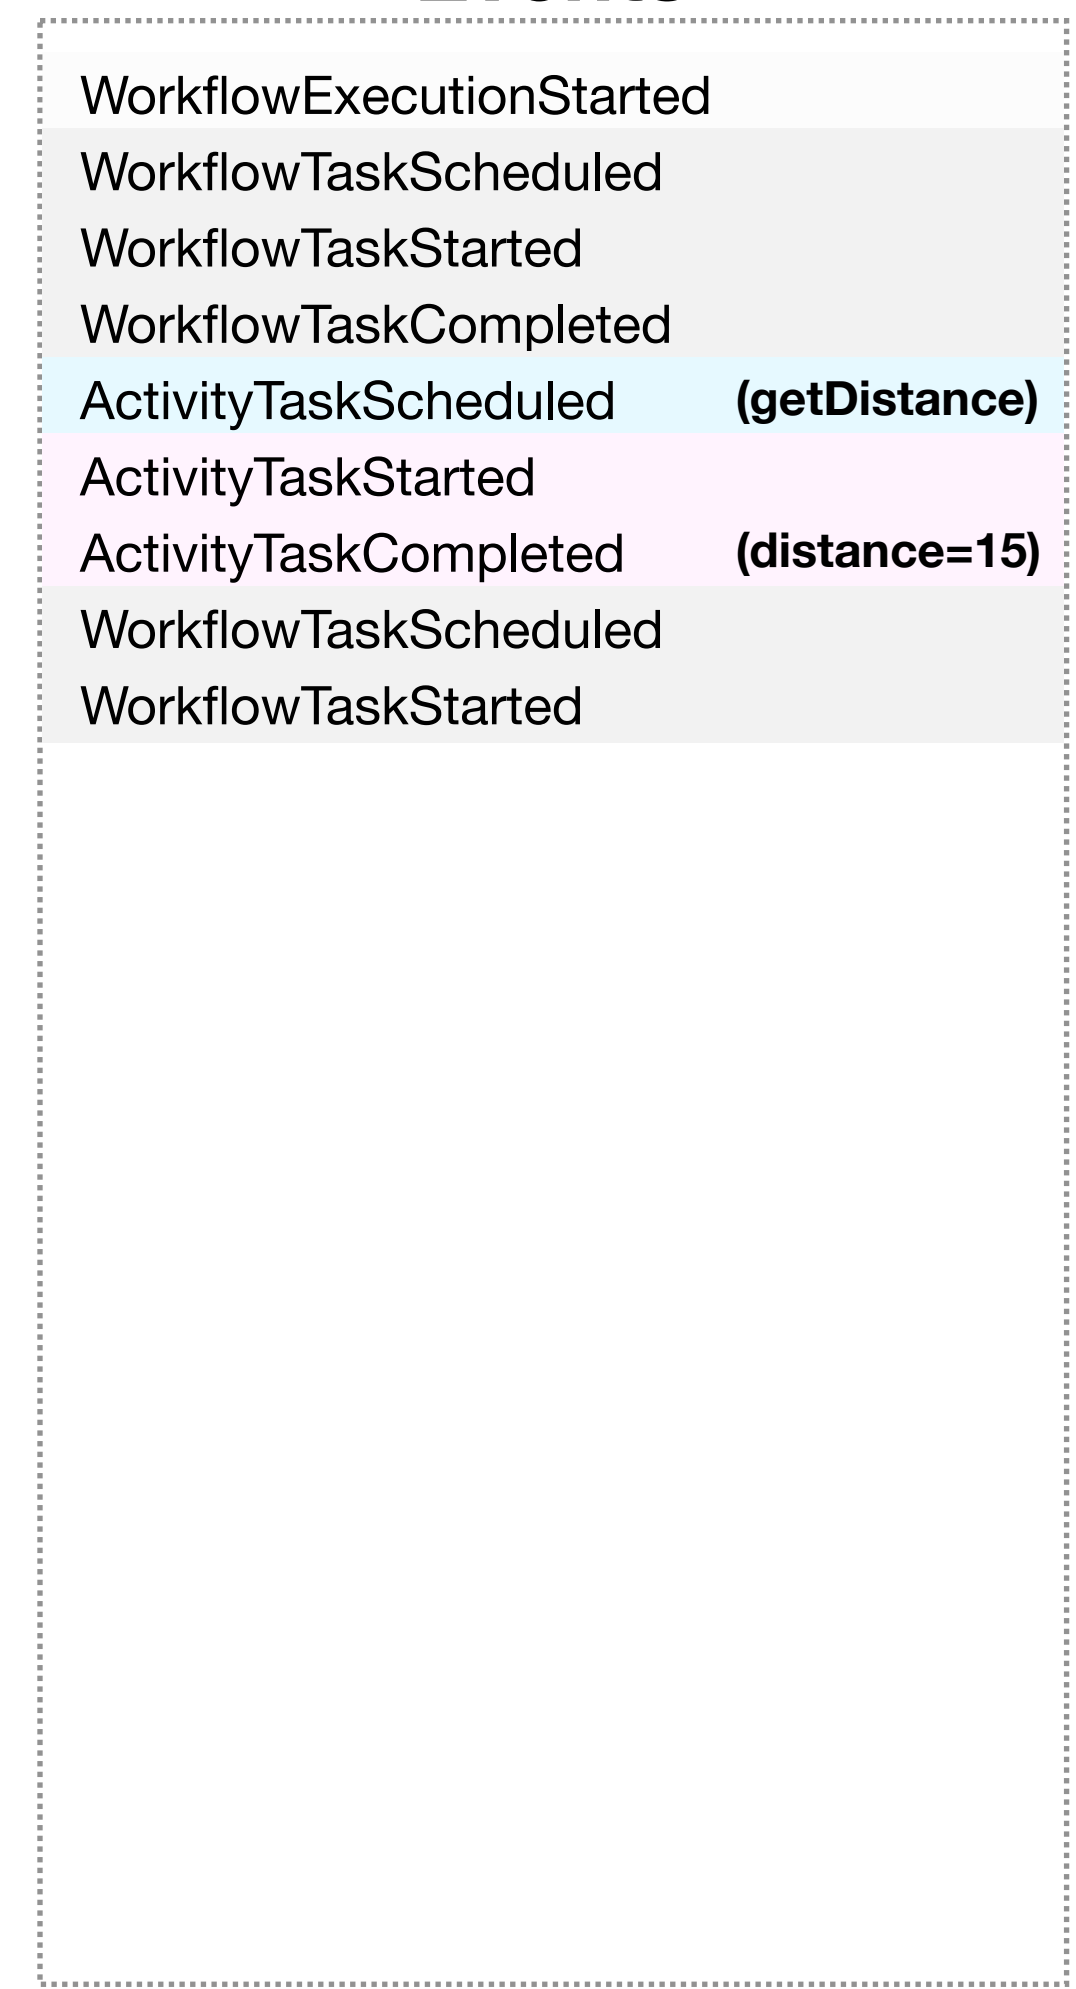 WorkflowExecutionStarted
WorkflowTaskScheduled
WorkflowTaskStarted
WorkflowTaskCompleted
ActivityTaskScheduled (getDistance)
ActivityTaskStarted
ActivityTaskCompleted (distance=15)
WorkflowTaskScheduled
WorkflowTaskStarted